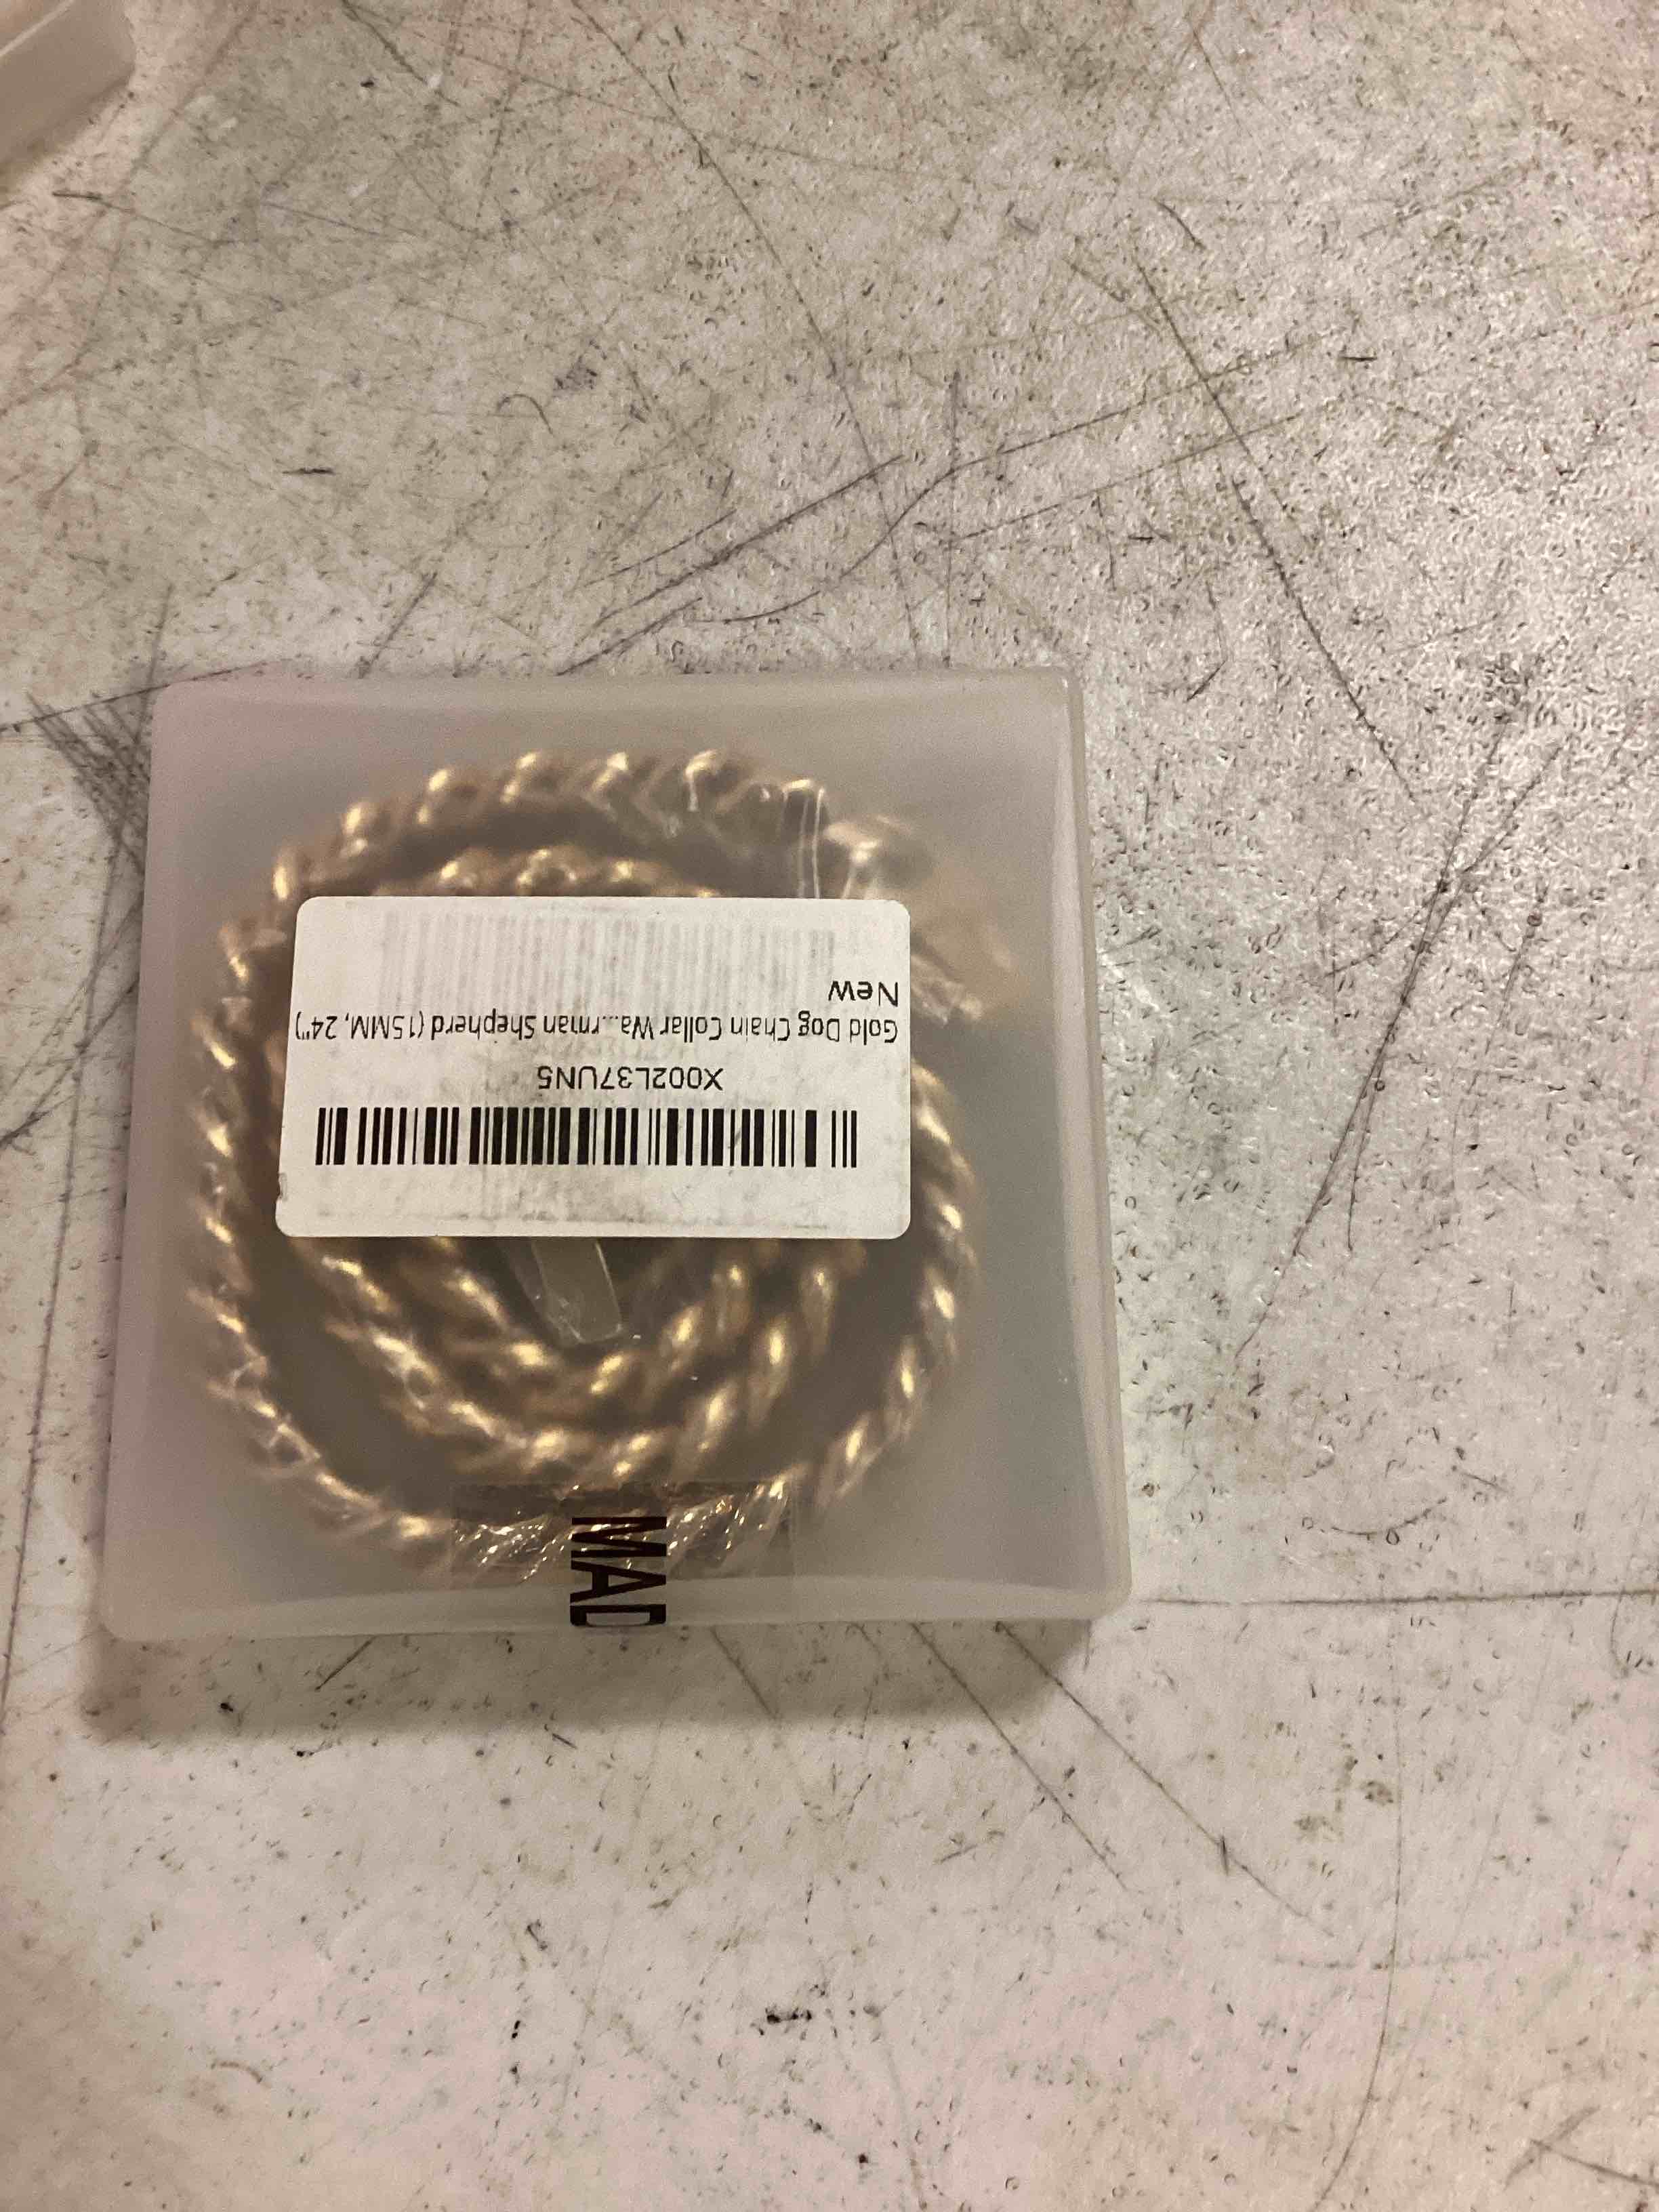 X002L37UN5
Gold Dog Chain Collar Wa...rman Shepherd (15MM, 24")
New
MAD